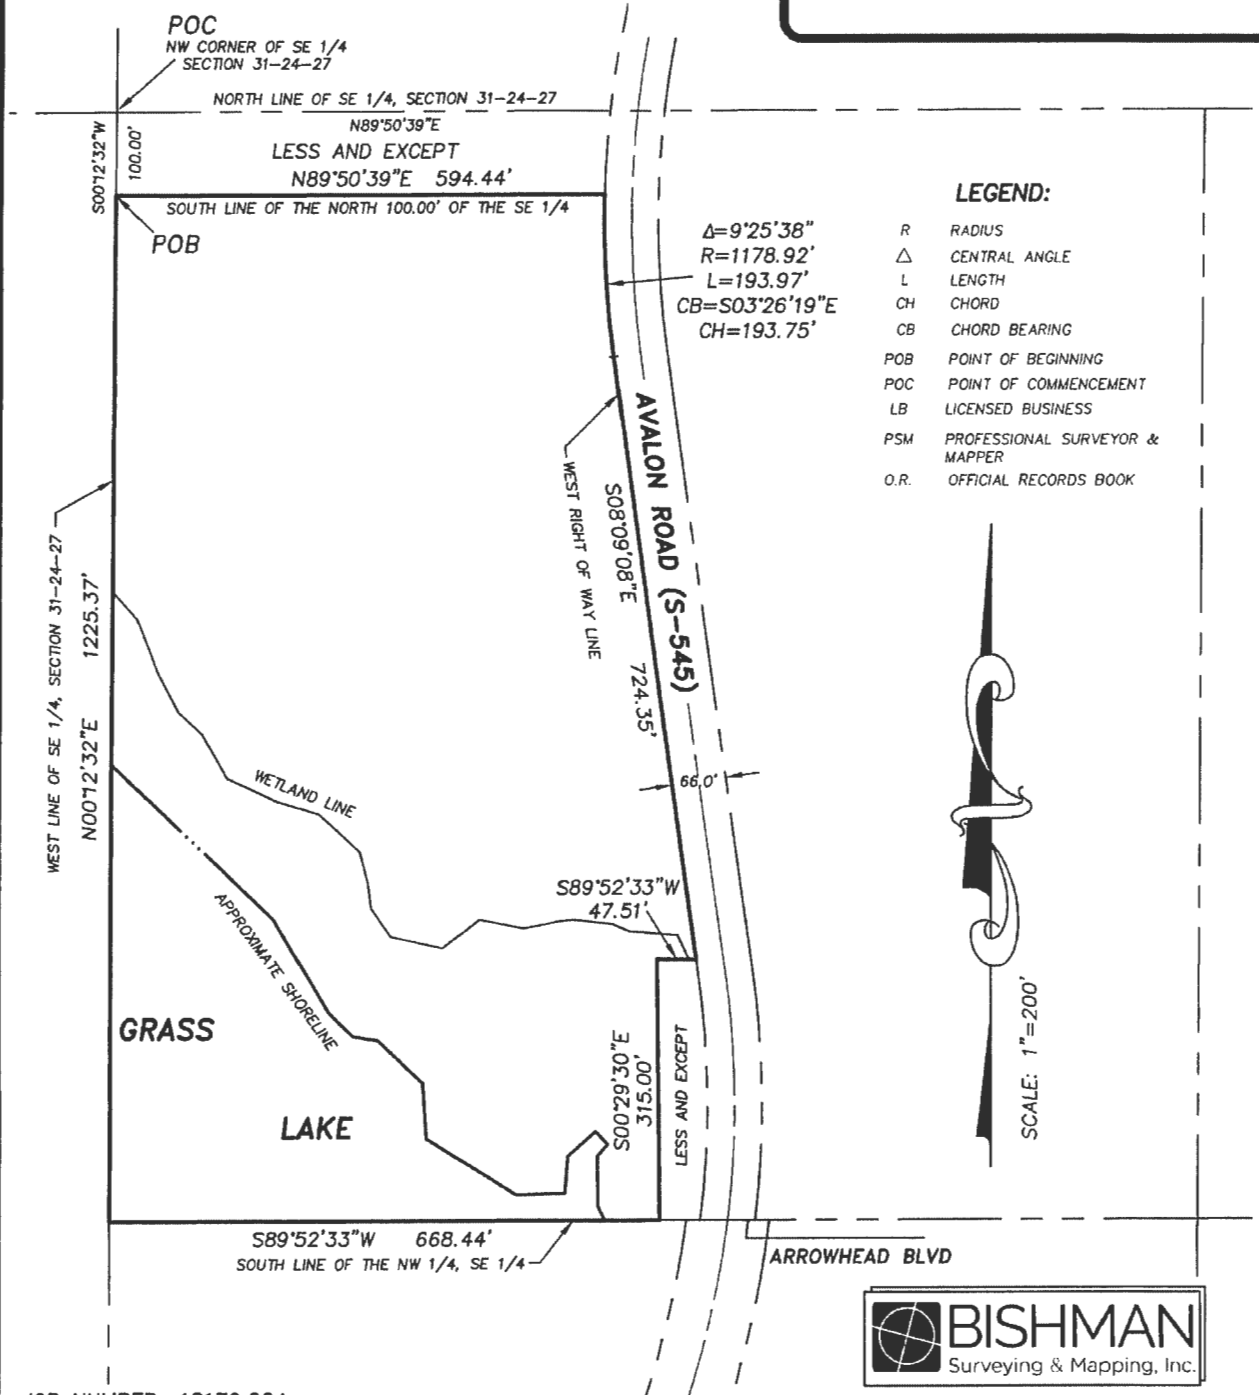 POC
NW CORNER OF SE 1/4
SECTION 31-24-27
NORTH LINE OF SE 1/4, SECTION 31-24-27
N89°50'39"E
S00°12'32"W
100.00'
LESS AND EXCEPT
N89°50'39"E 594.44'
SOUTH LINE OF THE NORTH 100.00' OF THE SE 1/4
POB
Δ=9°25'38"
R=1178.92'
L=193.97'
CB=S03°26'19"E
CH=193.75'
LEGEND:
R RADIUS
△ CENTRAL ANGLE
L LENGTH
CH CHORD
CB CHORD BEARING
POB POINT OF BEGINNING
POC POINT OF COMMENCEMENT
LB LICENSED BUSINESS
PSM PROFESSIONAL SURVEYOR &
MAPPER
O.R. OFFICIAL RECORDS BOOK
AVALON ROAD (S-545)
WEST RIGHT OF WAY LINE
S08°09'08"E 724.35'
WEST LINE OF SE 1/4, SECTION 31-24-27
N00°12'32"E 1225.37'
66.0'
WETLAND LINE
S89°52'33"W
47.51'
APPROXIMATE SHORELINE
GRASS
LAKE
S00°29'30"E
315.00'
LESS AND EXCEPT
SCALE: 1"=200'
S89°52'33"W 668.44'
SOUTH LINE OF THE NW 1/4, SE 1/4
ARROWHEAD BLVD
BISHMAN
Surveying & Mapping, Inc.